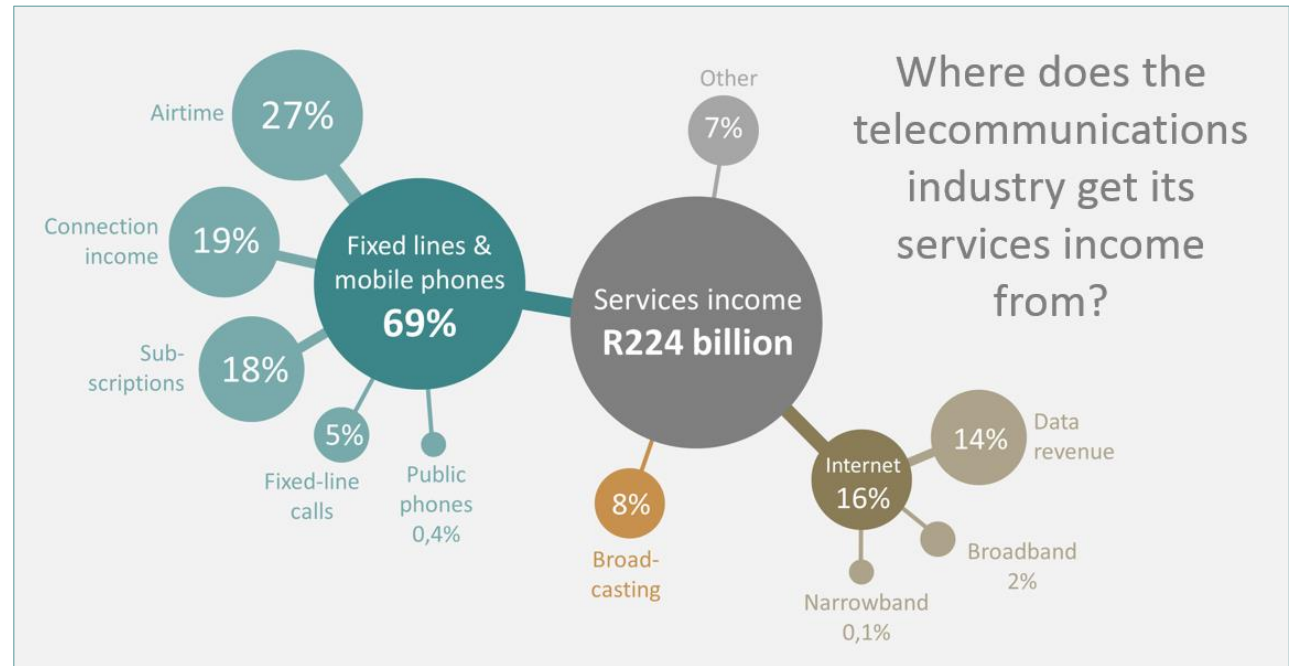 Where does the
telecommunications
industry get its
services income
from?
Airtime
27%
Connection
income
19%
Sub-
scriptions
18%
5%
Fixed-line
calls
Public
phones
0,4%
Fixed lines &
mobile phones
69%
Services income
R224 billion
Other
7%
8%
Broad-
casting
Internet
16%
14%
Data
revenue
Broadband
2%
Narrowband
0,1%